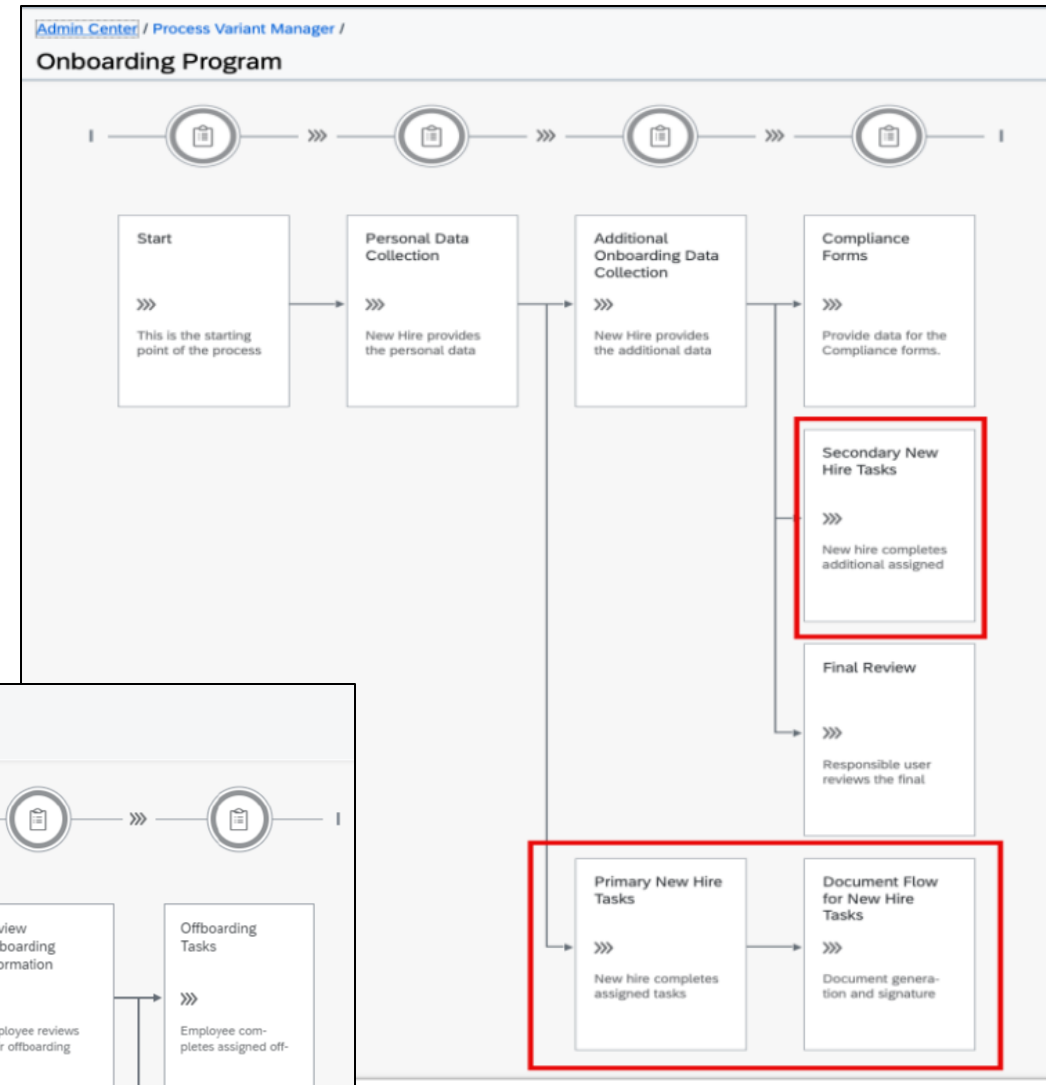 Admin Center / Process Variant Manager /
Onboarding Program
Start
This is the starting
point of the process
Personal Data
Collection
New Hire provides
the personal data
Additional
Onboarding Data
Collection
New Hire provides
the additional data
Compliance
Forms
Provide data for the
Compliance forms.
Secondary New
Hire Tasks
New hire completes
additional assigned
Final Review
Responsible user
reviews the final
Primary New Hire
Tasks
New hire completes
assigned tasks
Document Flow
for New Hire
Tasks
Document genera-
tion and signature
reviews
offboarding
Offboarding
Tasks
Employee com-
pletes assigned off-